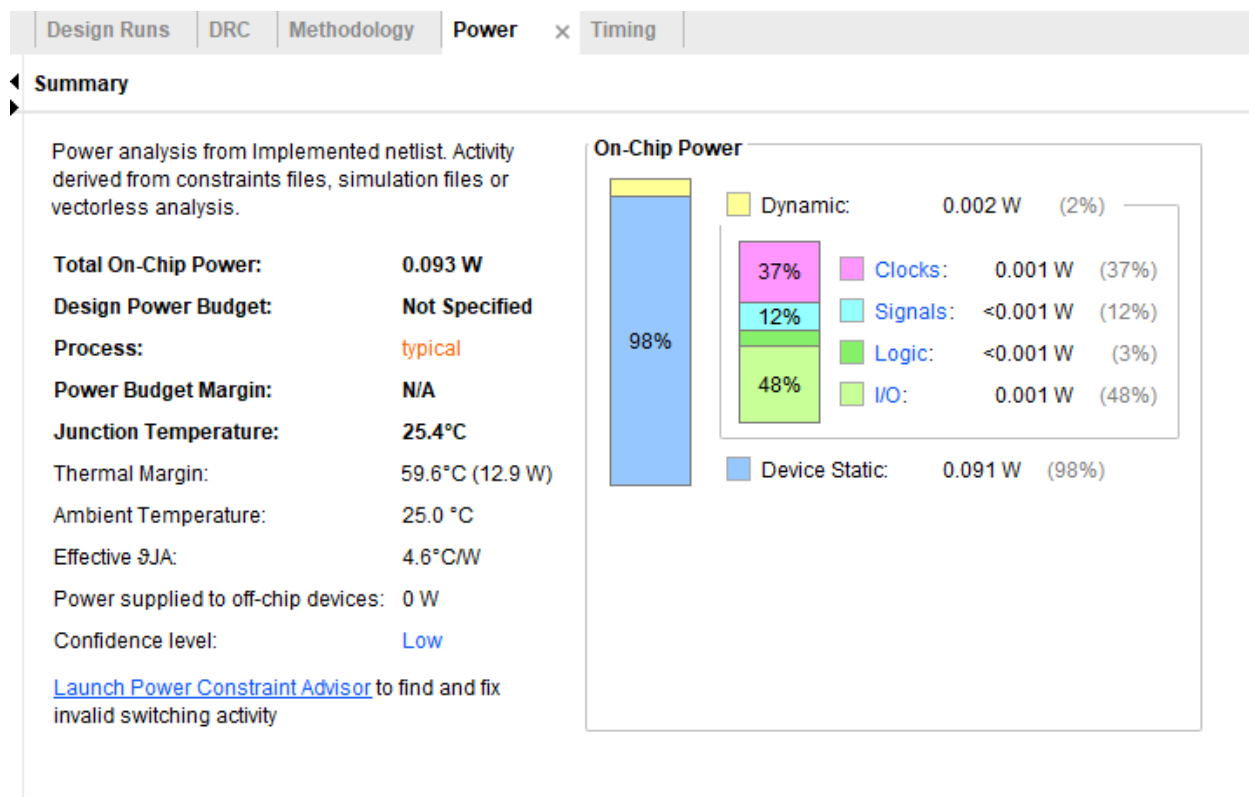 Design Runs DRC Methodology Power × Timing
Summary
Power analysis from Implemented netlist. Activity
derived from constraints files, simulation files or
vectorless analysis.
Total On-Chip Power: 0.093 W
Design Power Budget: Not Specified
Process: typical
Power Budget Margin: N/A
Junction Temperature: 25.4°C
Thermal Margin: 59.6°C (12.9 W)
Ambient Temperature: 25.0 °C
Effective ϑJA: 4.6°C/W
Power supplied to off-chip devices: 0 W
Confidence level: Low
Launch Power Constraint Advisor to find and fix
invalid switching activity
On-Chip Power
Dynamic: 0.002 W (2%)
37% Clocks: 0.001 W (37%)
12% Signals: <0.001 W (12%)
98% Logic: <0.001 W (3%)
48% I/O: 0.001 W (48%)
Device Static: 0.091 W (98%)